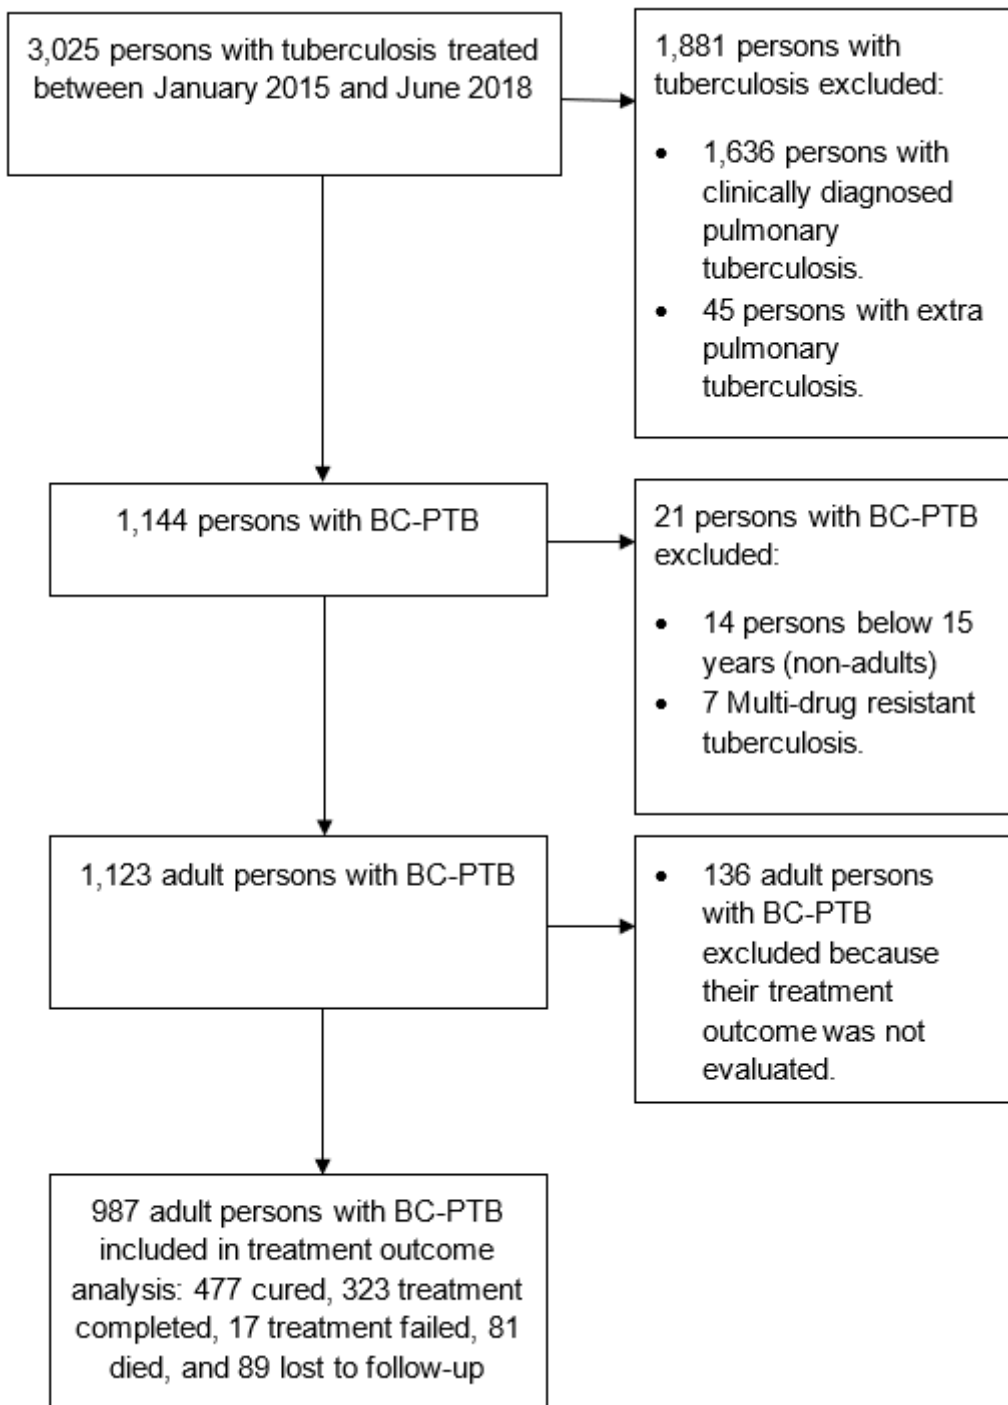 3,025 persons with tuberculosis treated
between January 2015 and June 2018
1,881 persons with
tuberculosis excluded:
• 1,636 persons with
clinically diagnosed
pulmonary
tuberculosis.
• 45 persons with extra
pulmonary
tuberculosis.
1,144 persons with BC-PTB
21 persons with BC-PTB
excluded:
• 14 persons below 15
years (non-adults)
• 7 Multi-drug resistant
tuberculosis.
1,123 adult persons with BC-PTB
• 136 adult persons
with BC-PTB
excluded because
their treatment
outcome was not
evaluated.
987 adult persons with BC-PTB
included in treatment outcome
analysis: 477 cured, 323 treatment
completed, 17 treatment failed, 81
died, and 89 lost to follow-up